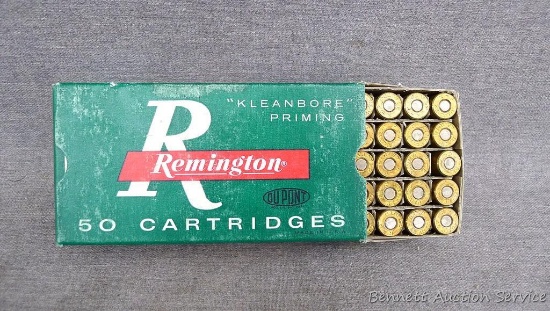 "KLEANBORE"
PRIMING
R
Remington®
DU PONT
50 CARTRIDGES
Bennett Auction Service